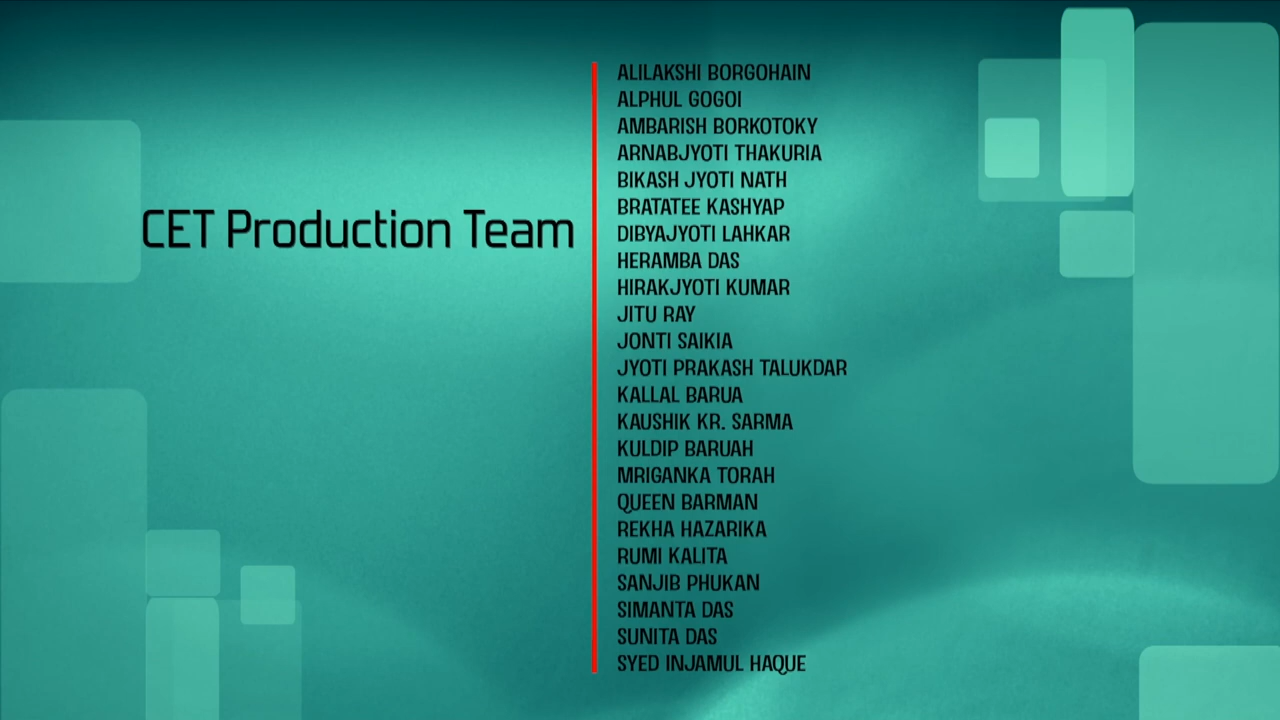 CET Production Team
ALILAKSHI BORGOHAIN
ALPHUL GOGOI
AMBARISH BORKOTOKY
ARNABJYOTI THAKURIA
BIKASH JYOTI NATH
BRATATEE KASHYAP
DIBYAJYOTI LAHKAR
HERAMBA DAS
HIRAKJYOTI KUMAR
JITU RAY
JONTI SAIKIA
JYOTI PRAKASH TALUKDAR
KALLAL BARUA
KAUSHIK KR. SARMA
KULDIP BARUAH
MRIGANKA TORAH
QUEEN BARMAN
REKHA HAZARIKA
RUMI KALITA
SANJIB PHUKAN
SIMANTA DAS
SUNITA DAS
SYED INJAMUL HAQUE